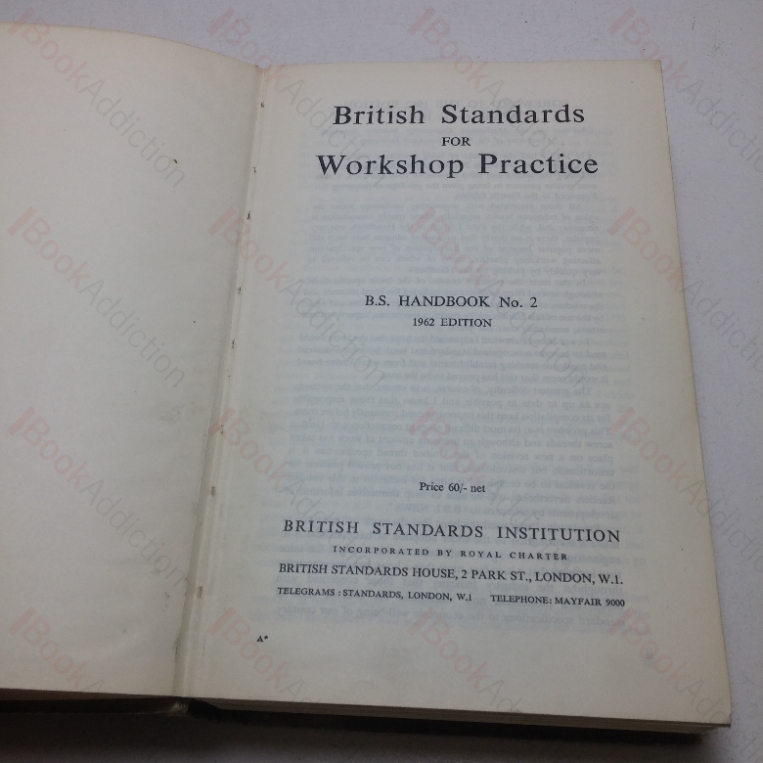 British Standards
FOR
Workshop Practice
B.S. HANDBOOK No. 2
1962 EDITION
Price 60/- net
BRITISH STANDARDS INSTITUTION
INCORPORATED BY ROYAL CHARTER
BRITISH STANDARDS HOUSE, 2 PARK ST., LONDON, W.1.
TELEGRAMS : STANDARDS, LONDON, W.1 TELEPHONE: MAYFAIR 9000
A*
BookAddiction